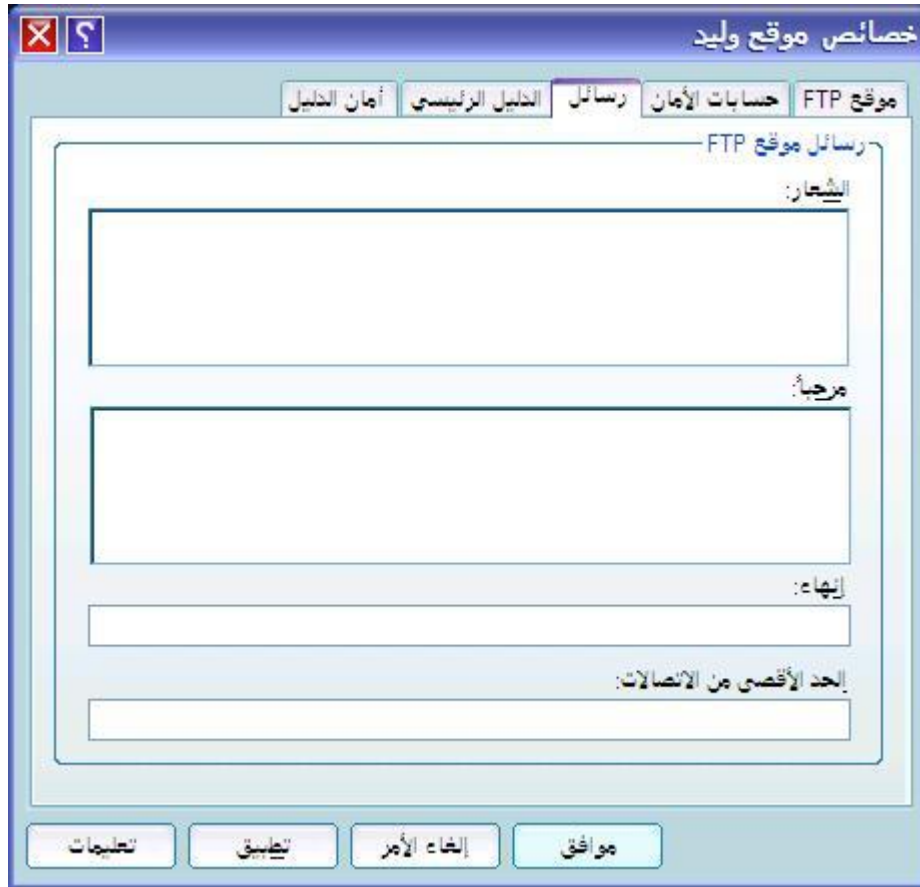 خصائص موقع وليد
موقع FTP حسابات الأمان رسائل الدليل الرئيسي أمان الدليل
رسائل موقع FTP
الشعار:
مرحباً:
إنهاء:
الحد الأقصى من الاتصالات:
موافق إلغاء الأمر تطبيق تعليمات